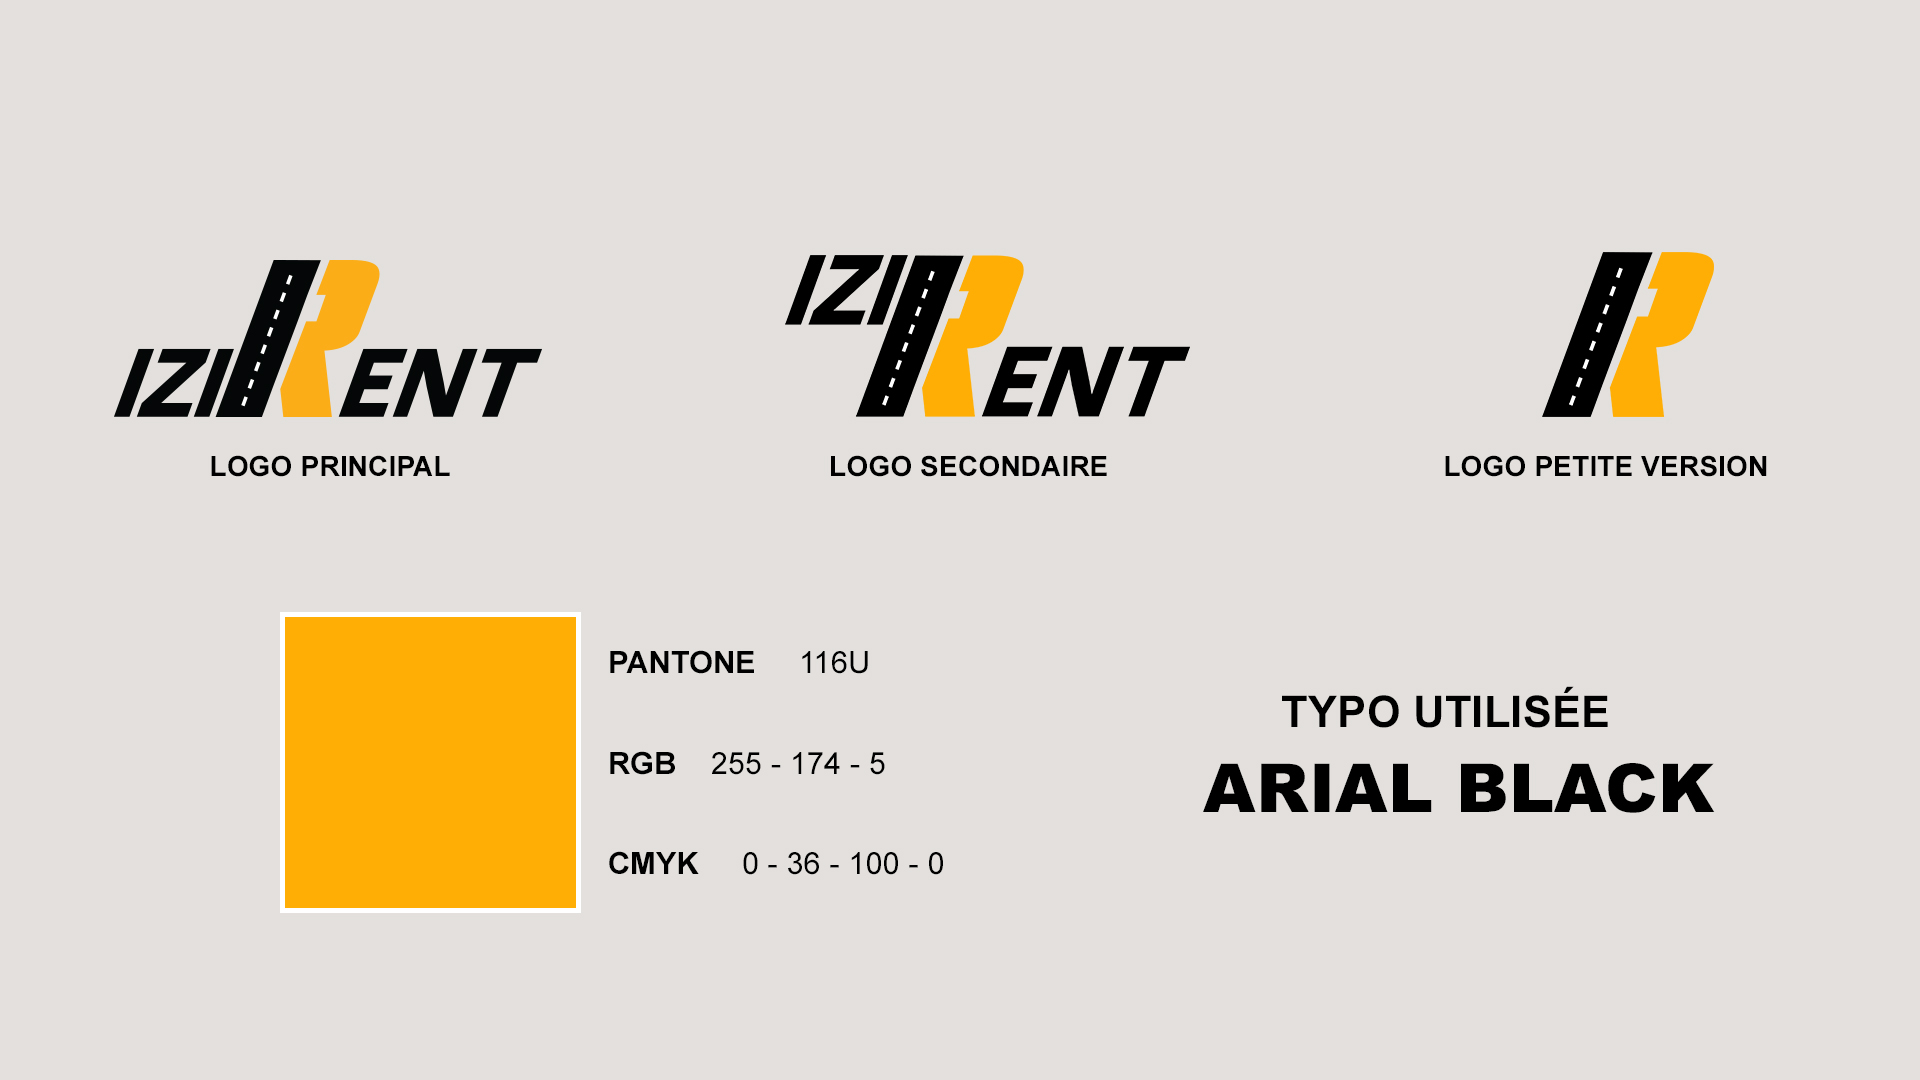 IZIRENT
LOGO PRINCIPAL
IZIRENT
LOGO SECONDAIRE
R
LOGO PETITE VERSION
PANTONE 116U
RGB 255 - 174 - 5
CMYK 0 - 36 - 100 - 0
TYPO UTILISÉE
ARIAL BLACK